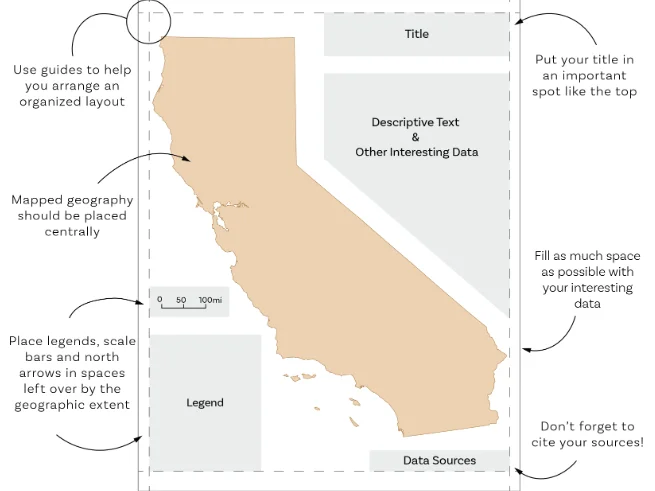 Title
Use guides to help
you arrange an
organized layout
Put your title in
an important
spot like the top
Descriptive Text
&
Other Interesting Data
Mapped geography
should be placed
centrally
Fill as much space
as possible with
your interesting
data
0 50 100mi
Place legends, scale
bars and north
arrows in spaces
left over by the
geographic extent
Legend
Don't forget to
cite your sources!
Data Sources